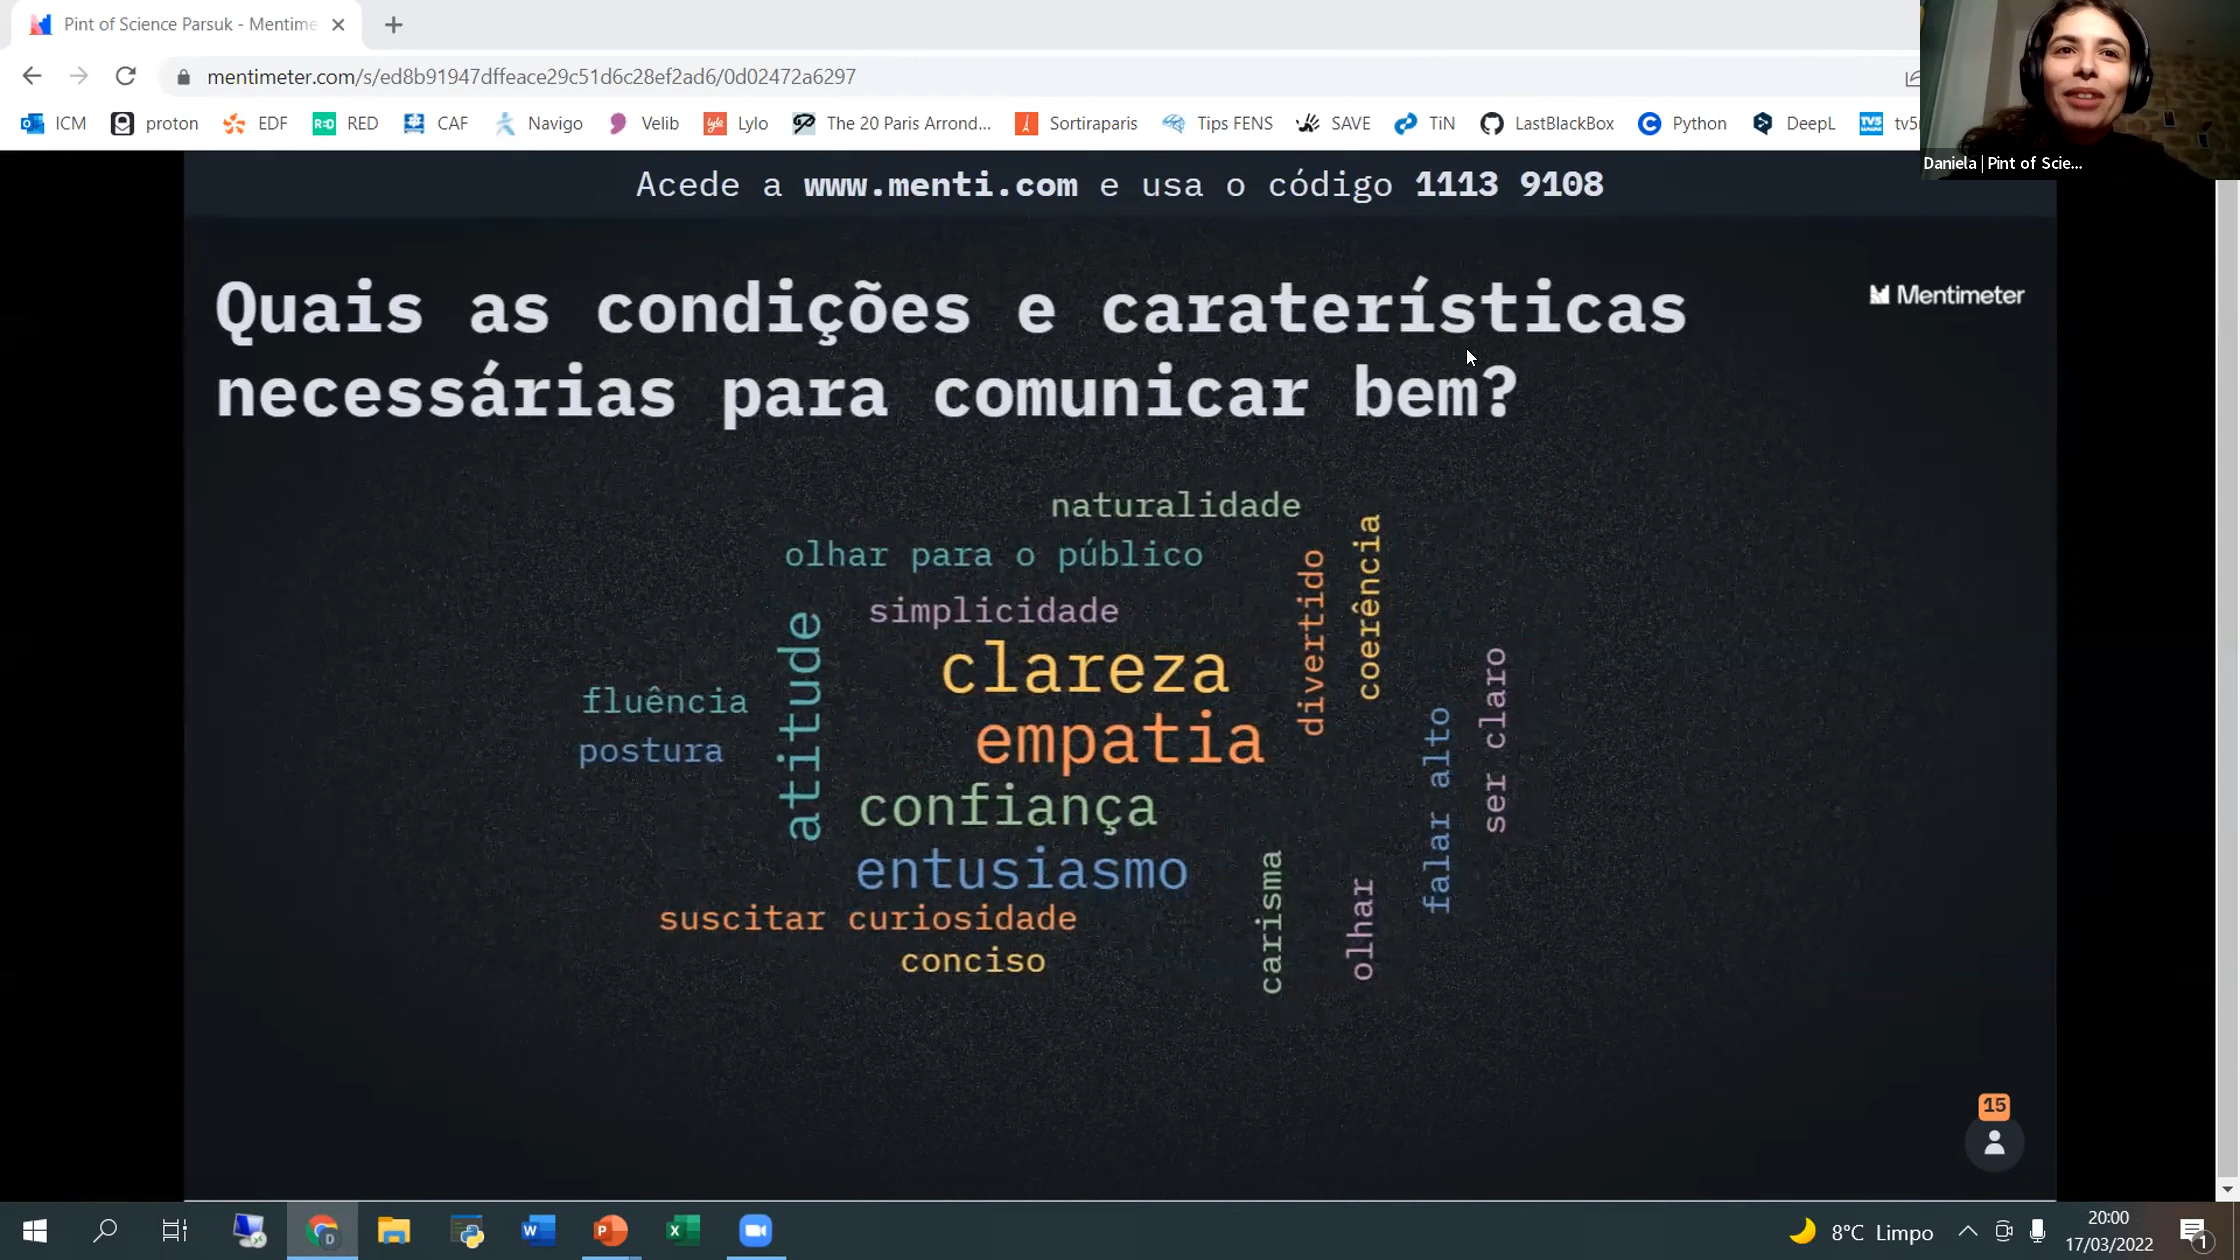 Pint of Science Parsuk - Mentime
mentimeter.com/s/ed8b91947dffeace29c51d6c28ef2ad6/0d02472a6297
ICM proton EDF RED CAF Navigo Velib Lylo The 20 Paris Arrond... Sortiraparis Tips FENS SAVE TiN LastBlackBox Python DeepL tv5
Daniela | Pint of Scie...
Acede a www.menti.com e usa o código 1113 9108
Quais as condições e caraterísticas
necessárias para comunicar bem?
Mentimeter
naturalidade
olhar para o público
simplicidade
divertido
coerência
clareza
atitude
fluência
postura
empatia
ser claro
falar alto
confiança
entusiasmo
carisma
olhar
suscitar curiosidade
conciso
15
8°C Limpo
20:00
17/03/2022
1